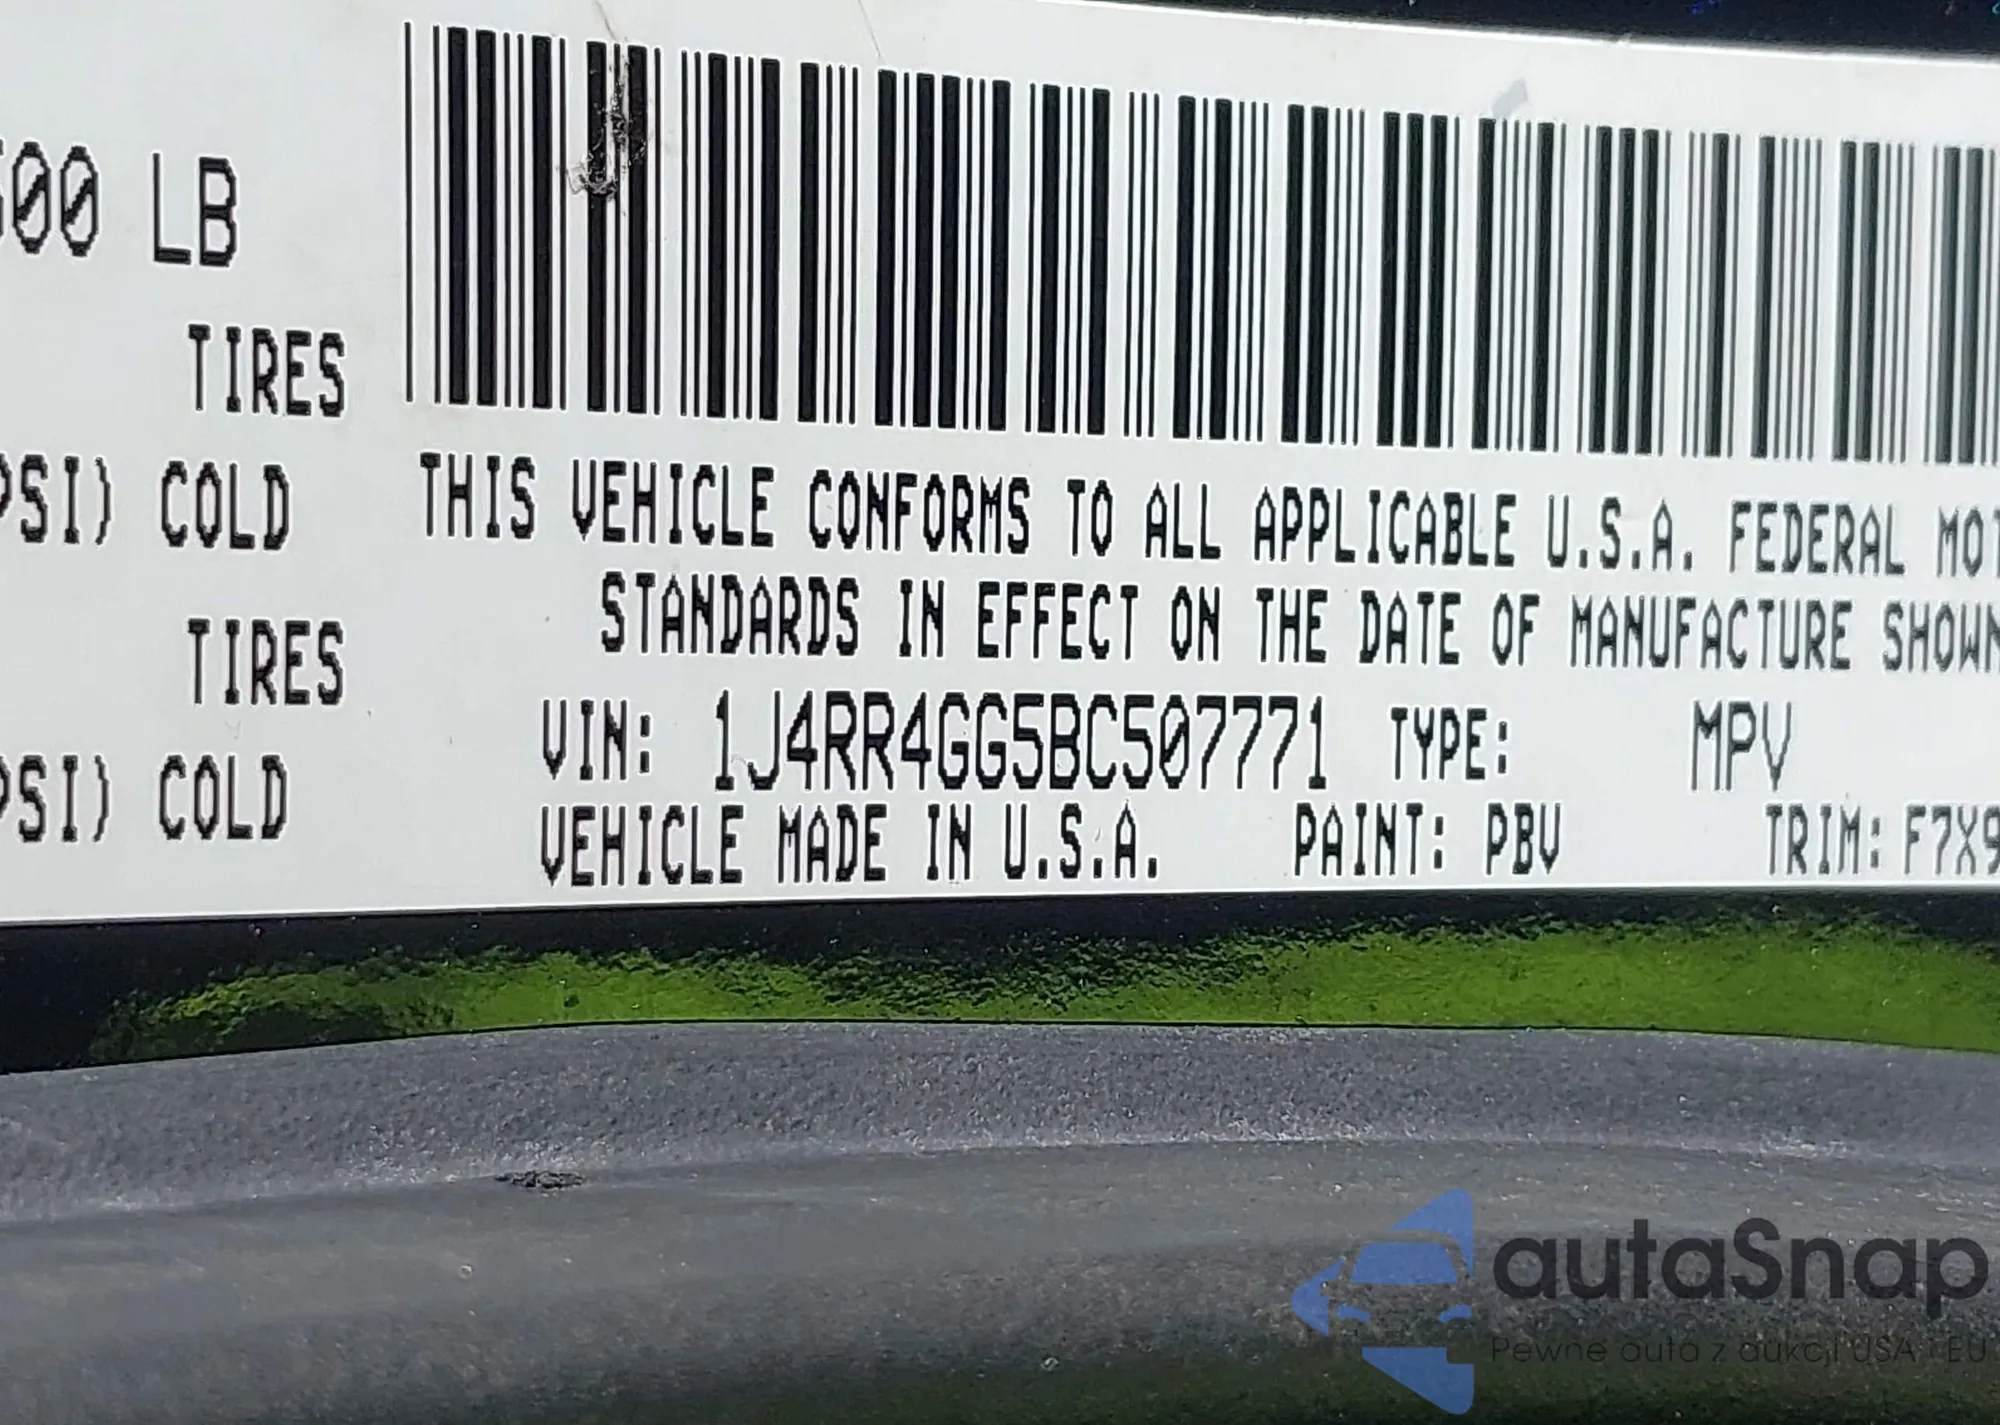 00 LB
TIRES
PSI) COLD
TIRES
PSI) COLD
THIS VEHICLE CONFORMS TO ALL APPLICABLE U.S.A. FEDERAL MOT
STANDARDS IN EFFECT ON THE DATE OF MANUFACTURE SHOWN
VIN: 1J4RR4GG5BC507771 TYPE: MPV
VEHICLE MADE IN U.S.A. PAINT: PBV TRIM: F7X9
autaSnap
Pewne auta z aukcji USA i EU